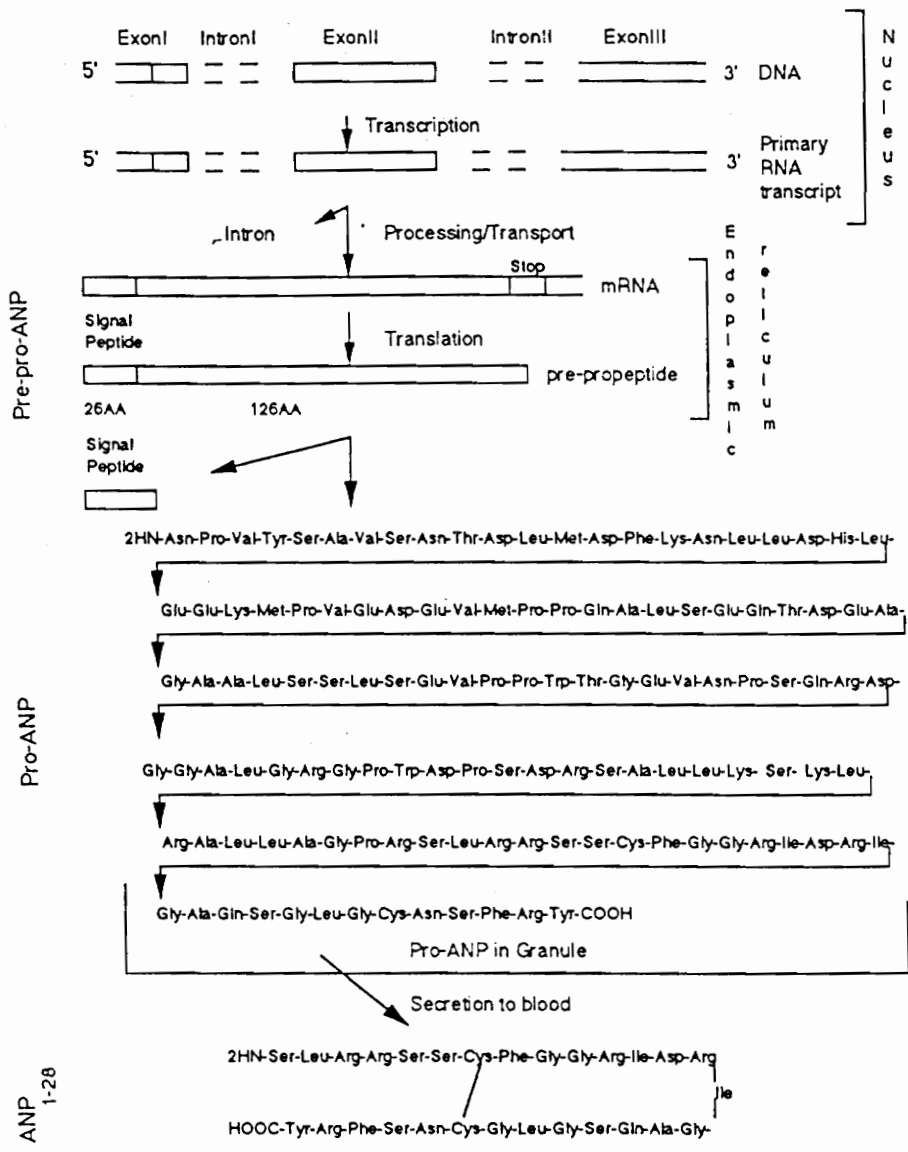 ExonI IntronI ExonII IntronII ExonIII
5' 3' DNA
Transcription
5' 3' Primary
RNA
transcript
Nucleus
Intron Processing/Transport
Stop
mRNA
Signal
Peptide
Translation
pre-propeptide
26AA 126AA
Endoplasmic
reticulum
Pre-pro-ANP
Signal
Peptide
2HN-Asn-Pro-Val-Tyr-Ser-Ala-Val-Ser-Asn-Thr-Asp-Leu-Met-Asp-Phe-Lys-Asn-Leu-Leu-Asp-His-Leu-
Glu-Glu-Lys-Met-Pro-Val-Glu-Asp-Glu-Val-Met-Pro-Pro-Gln-Ala-Leu-Ser-Glu-Gln-Thr-Asp-Glu-Ala-
Gly-Ala-Ala-Leu-Ser-Ser-Leu-Ser-Glu-Val-Pro-Pro-Trp-Thr-Gly-Glu-Val-Asn-Pro-Ser-Gln-Arg-Asp-
Pro-ANP
Gly-Gly-Ala-Leu-Gly-Arg-Gly-Pro-Trp-Asp-Pro-Ser-Asp-Arg-Ser-Ala-Leu-Leu-Lys- Ser- Lys-Leu-
Arg-Ala-Leu-Leu-Ala-Gly-Pro-Arg-Ser-Leu-Arg-Arg-Ser-Ser-Cys-Phe-Gly-Gly-Arg-Ile-Asp-Arg-Ile-
Gly-Ala-Gln-Ser-Gly-Leu-Gly-Cys-Asn-Ser-Phe-Arg-Tyr-COOH
Pro-ANP in Granule
Secretion to blood
2HN-Ser-Leu-Arg-Arg-Ser-Ser-Cys-Phe-Gly-Gly-Arg-Ile-Asp-Arg
Ile
HOOC-Tyr-Arg-Phe-Ser-Asn-Cys-Gly-Leu-Gly-Ser-Gln-Ala-Gly-
ANP
1-28